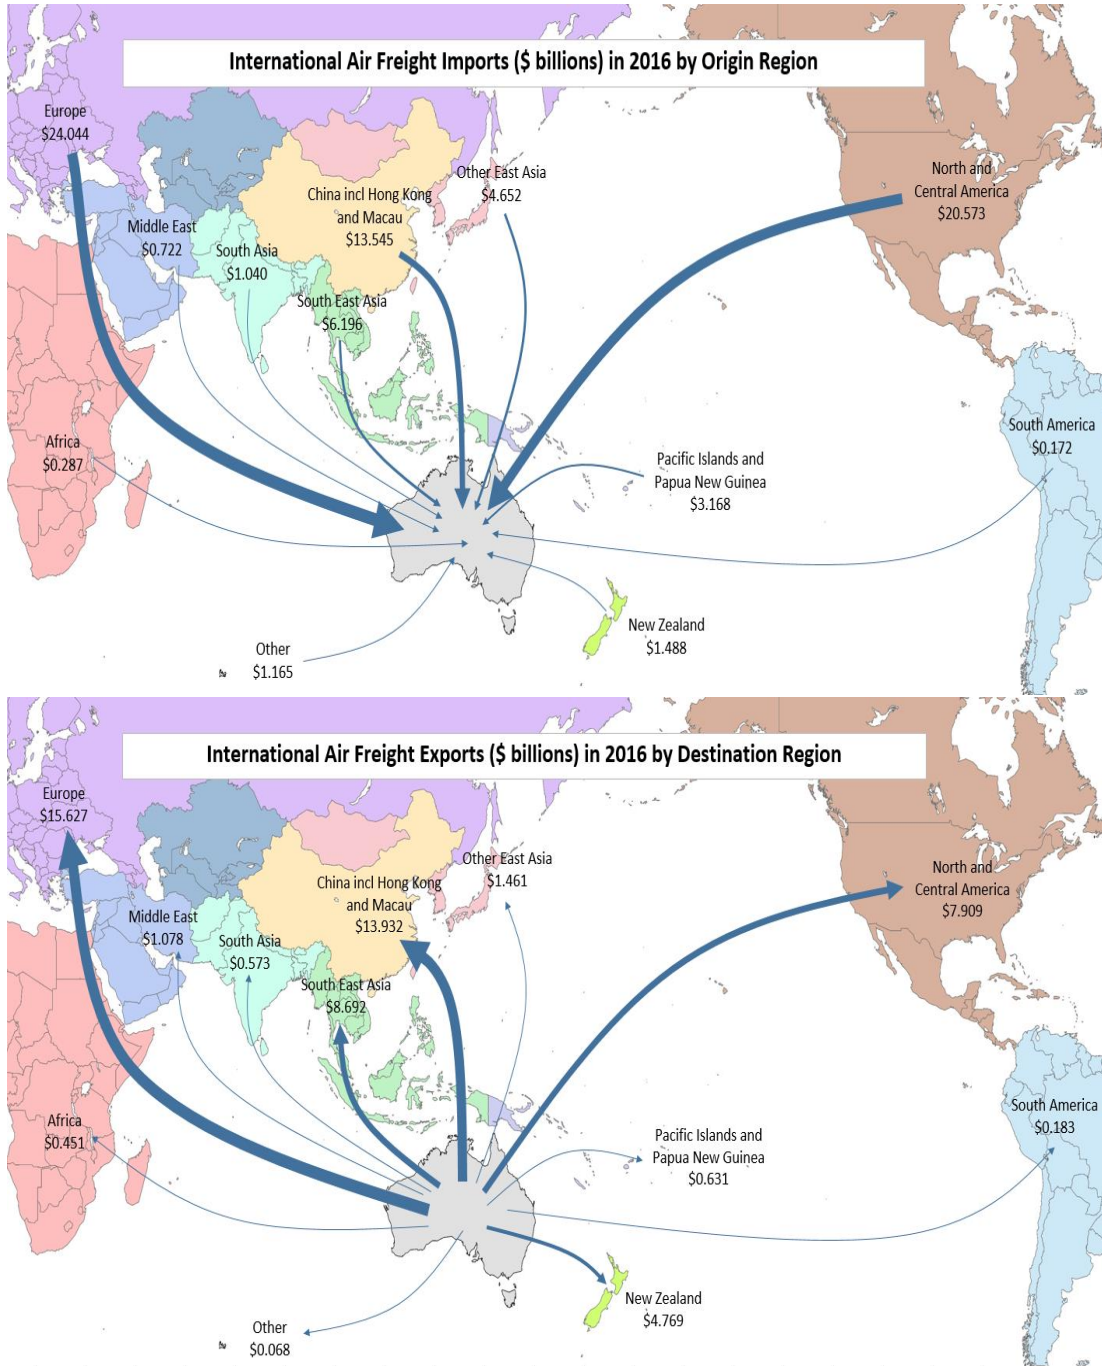 International Air Freight Imports ($ billions) in 2016 by Origin Region
Europe
$24.044
North and
Central America
$20.573
Other East Asia
$4.652
China incl Hong Kong
and Macau
$13.545
Middle East
$0.722
South Asia
$1.040
South East Asia
$6.196
Africa
$0.287
South America
$0.172
Pacific Islands and
Papua New Guinea
$3.168
New Zealand
$1.488
Other
$1.165
International Air Freight Exports ($ billions) in 2016 by Destination Region
Europe
$15.627
Other East Asia
$1.461
North and
Central America
$7.909
China incl Hong Kong
and Macau
$13.932
Middle East
$1.078
South Asia
$0.573
South East Asia
$8.692
Africa
$0.451
South America
$0.183
Pacific Islands and
Papua New Guinea
$0.631
New Zealand
$4.769
Other
$0.068